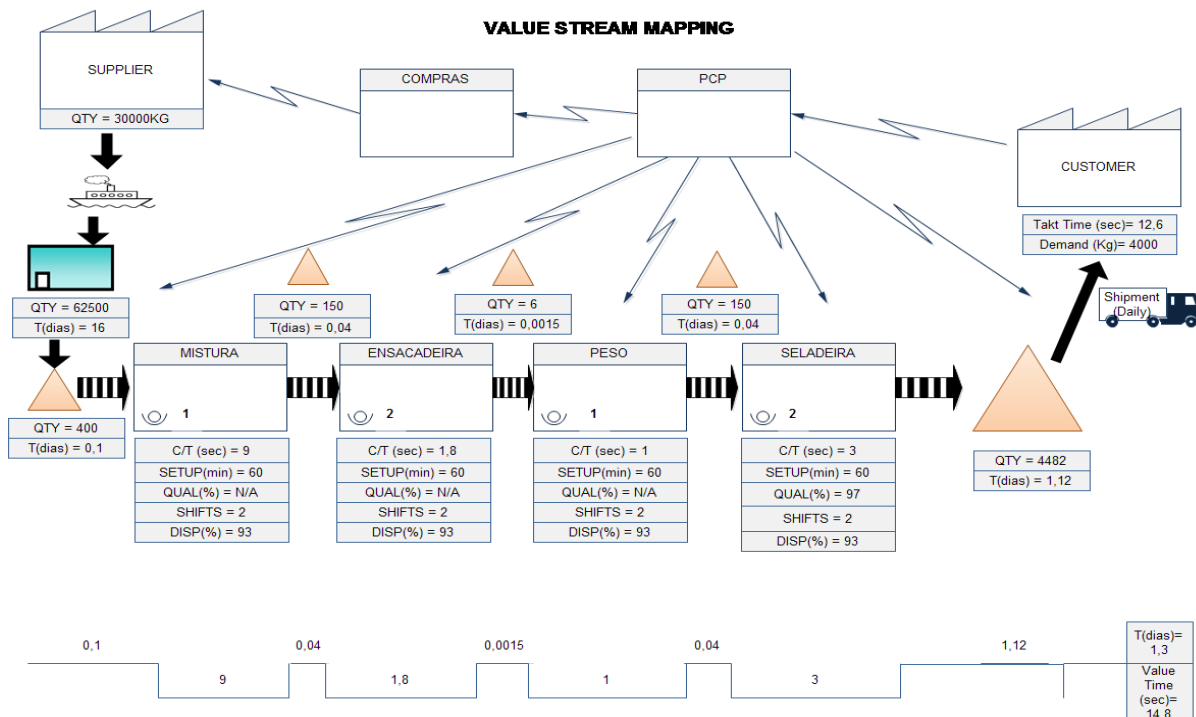 VALUE STREAM MAPPING
SUPPLIER
QTY = 30000KG
COMPRAS
PCP
CUSTOMER
Takt Time (sec)= 12,6
Demand (Kg)= 4000
Shipment
(Daily)
QTY = 62500
T(dias) = 16
QTY = 150
T(dias) = 0,04
QTY = 6
T(dias) = 0,0015
QTY = 150
T(dias) = 0,04
QTY = 400
T(dias) = 0,1
MISTURA
1
C/T (sec) = 9
SETUP(min) = 60
QUAL(%) = N/A
SHIFTS = 2
DISP(%) = 93
ENSACADEIRA
2
C/T (sec) = 1,8
SETUP(min) = 60
QUAL(%) = N/A
SHIFTS = 2
DISP(%) = 93
PESO
1
C/T (sec) = 1
SETUP(min) = 60
QUAL(%) = N/A
SHIFTS = 2
DISP(%) = 93
SELADEIRA
2
C/T (sec) = 3
SETUP(min) = 60
QUAL(%) = 97
SHIFTS = 2
DISP(%) = 93
QTY = 4482
T(dias) = 1,12
0,1
0,04
0,0015
0,04
1,12
9
1,8
1
3
T(dias)=
1,3
Value
Time
(sec)=
14,8